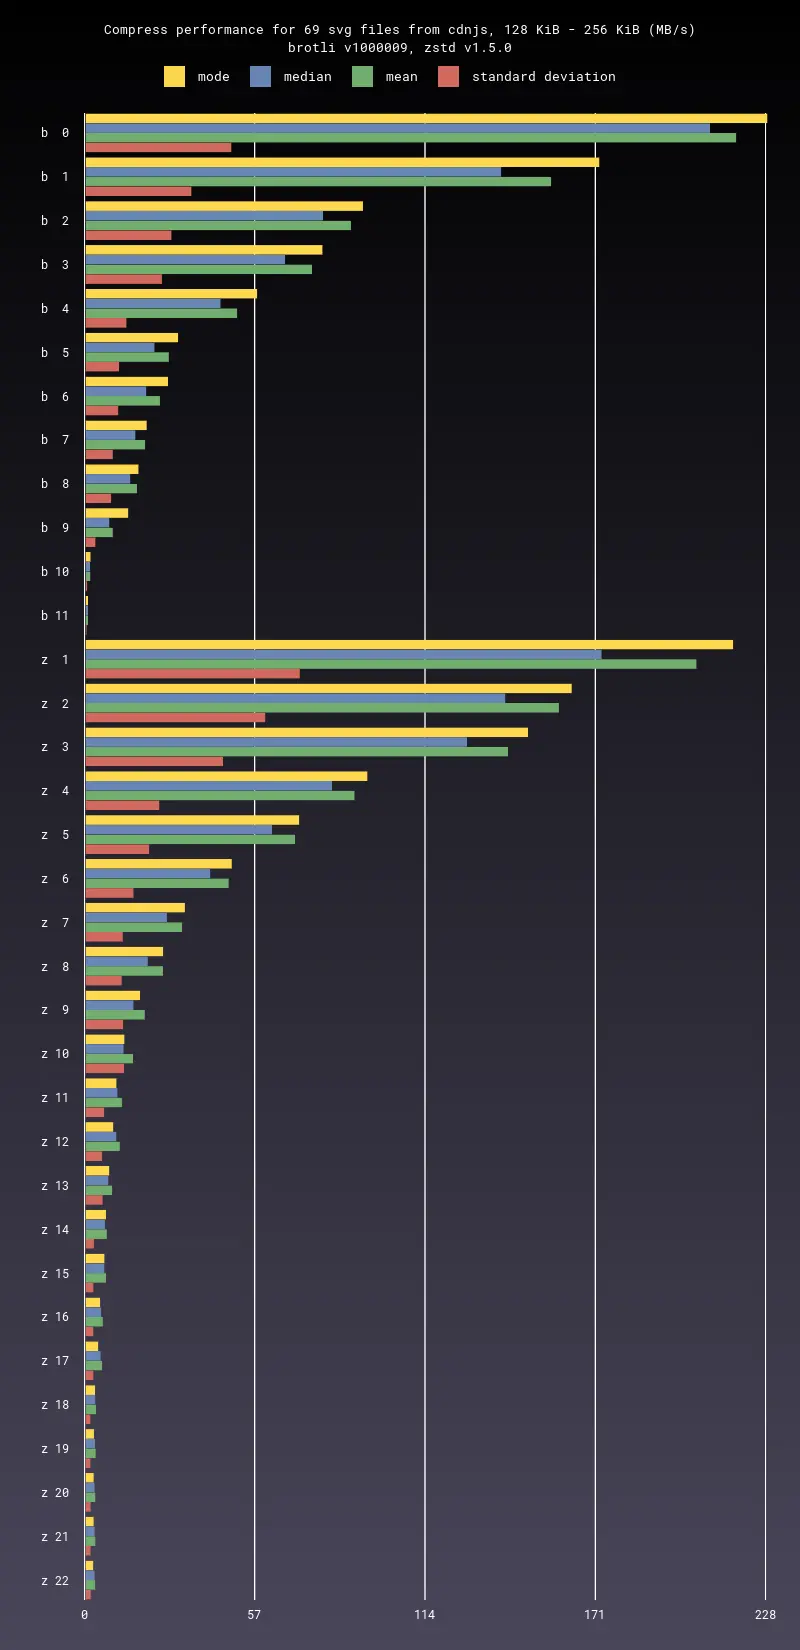 Compress performance for 69 svg files from cdnjs, 128 KiB - 256 KiB (MB/s)
brotli v1000009, zstd v1.5.0
mode median mean standard deviation
b 0
b 1
b 2
b 3
b 4
b 5
b 6
b 7
b 8
b 9
b 10
b 11
z 1
z 2
z 3
z 4
z 5
z 6
z 7
z 8
z 9
z 10
z 11
z 12
z 13
z 14
z 15
z 16
z 17
z 18
z 19
z 20
z 21
z 22
0 57 114 171 228